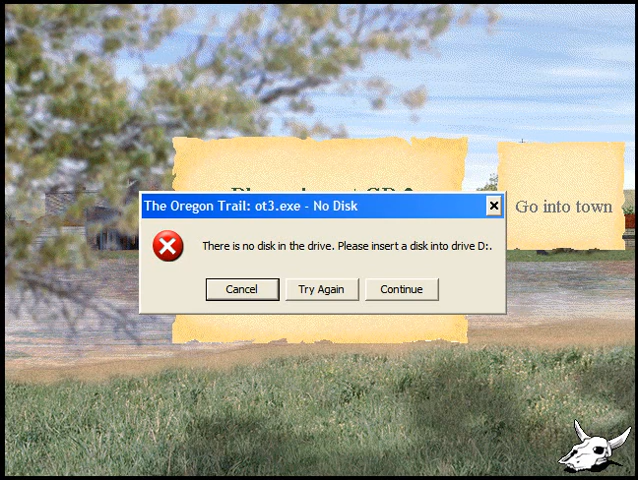 The Oregon Trail: ot3.exe - No Disk
There is no disk in the drive. Please insert a disk into drive D:.
Cancel
Try Again
Continue
Go into town